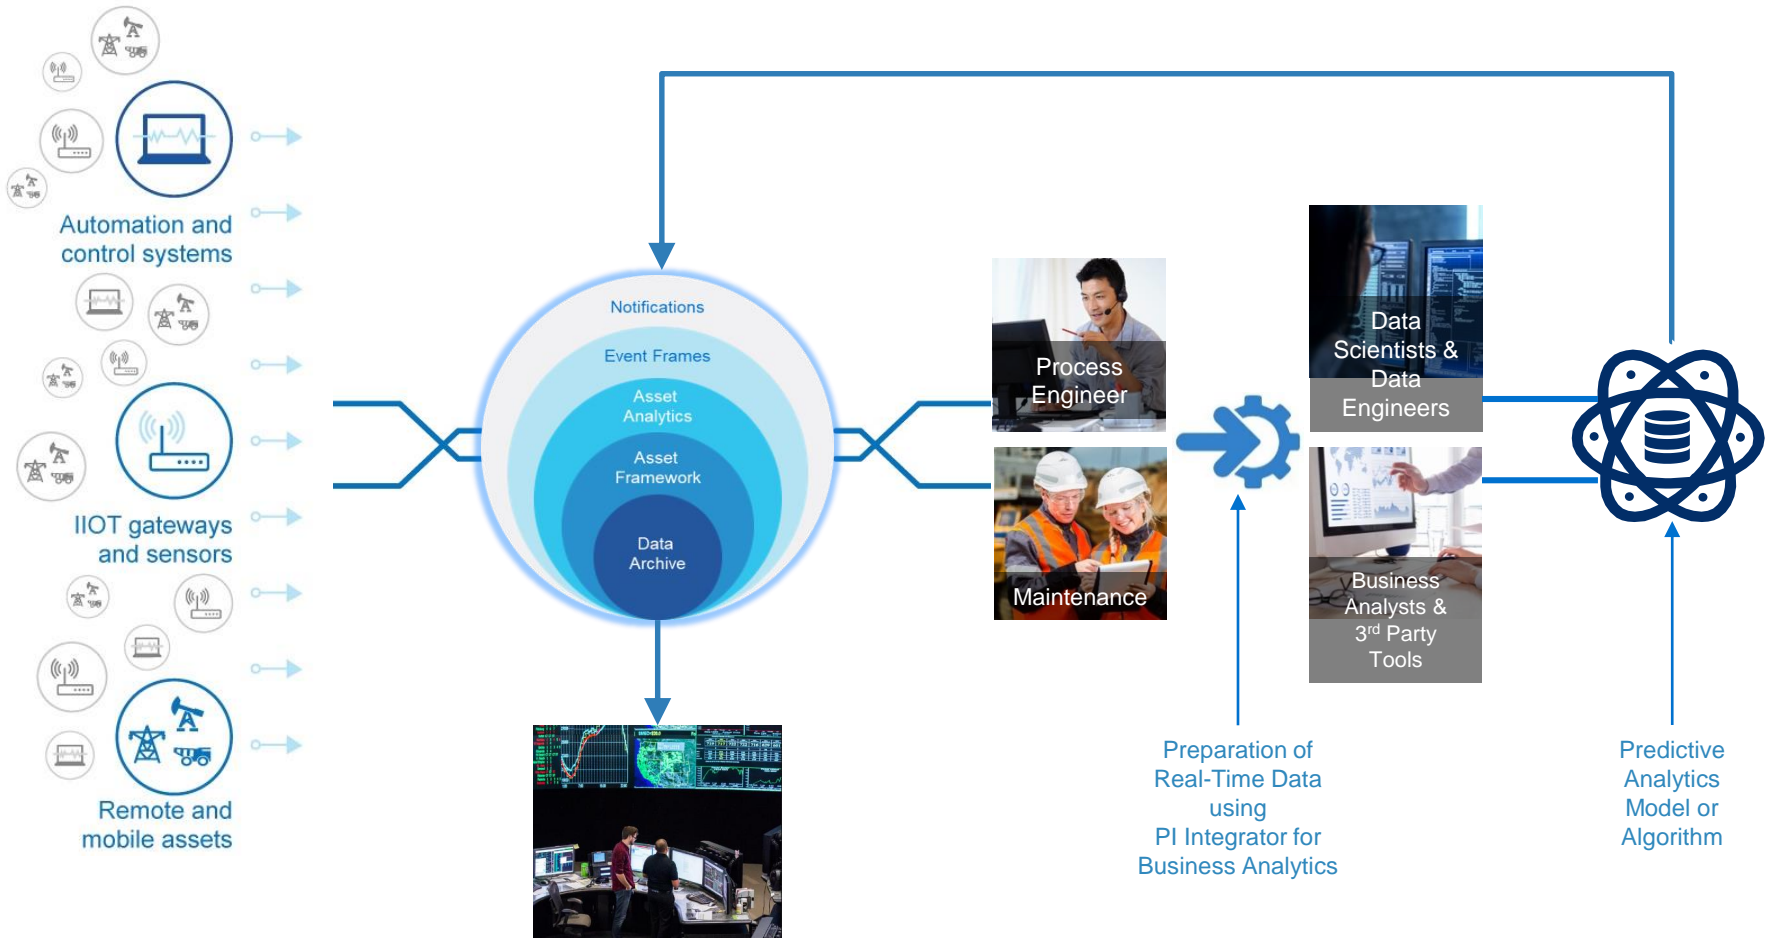 Automation and
control systems
IIOT gateways
and sensors
Remote and
mobile assets
Notifications
Event Frames
Asset
Analytics
Asset
Framework
Data
Archive
Process
Engineer
Maintenance
Data
Scientists &
Data
Engineers
Business
Analysts &
3rd Party
Tools
Preparation of
Real-Time Data
using
PI Integrator for
Business Analytics
Predictive
Analytics
Model or
Algorithm